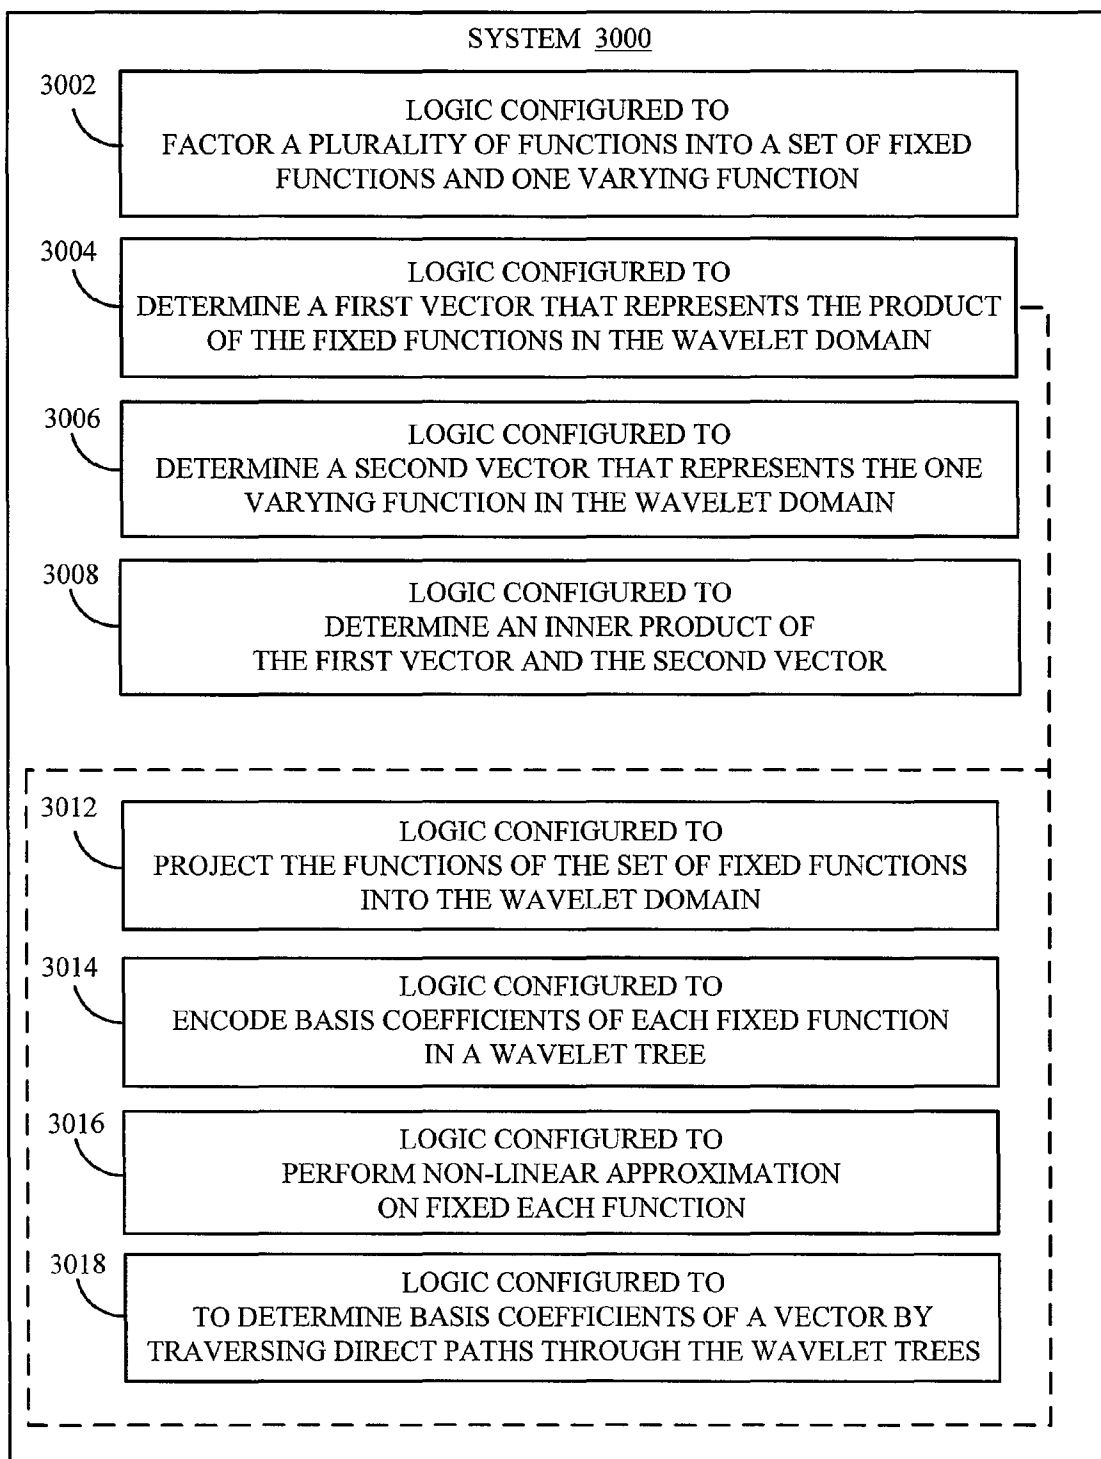 SYSTEM 3000
3002
LOGIC CONFIGURED TO
FACTOR A PLURALITY OF FUNCTIONS INTO A SET OF FIXED
FUNCTIONS AND ONE VARYING FUNCTION
3004
LOGIC CONFIGURED TO
DETERMINE A FIRST VECTOR THAT REPRESENTS THE PRODUCT
OF THE FIXED FUNCTIONS IN THE WAVELET DOMAIN
3006
LOGIC CONFIGURED TO
DETERMINE A SECOND VECTOR THAT REPRESENTS THE ONE
VARYING FUNCTION IN THE WAVELET DOMAIN
3008
LOGIC CONFIGURED TO
DETERMINE AN INNER PRODUCT OF
THE FIRST VECTOR AND THE SECOND VECTOR
3012
LOGIC CONFIGURED TO
PROJECT THE FUNCTIONS OF THE SET OF FIXED FUNCTIONS
INTO THE WAVELET DOMAIN
3014
LOGIC CONFIGURED TO
ENCODE BASIS COEFFICIENTS OF EACH FIXED FUNCTION
IN A WAVELET TREE
3016
LOGIC CONFIGURED TO
PERFORM NON-LINEAR APPROXIMATION
ON FIXED EACH FUNCTION
3018
LOGIC CONFIGURED TO
TO DETERMINE BASIS COEFFICIENTS OF A VECTOR BY
TRAVERSING DIRECT PATHS THROUGH THE WAVELET TREES